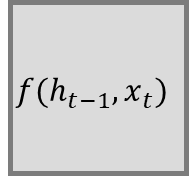 f(h_{t-1}, x_t)